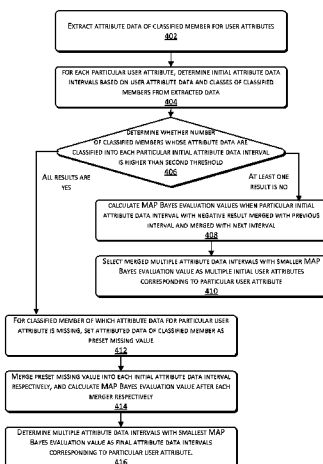 EXTRACT ATTRIBUTE DATA OF CLASSIFIED MEMBER FOR USER ATTRIBUTES
402
FOR EACH PARTICULAR USER ATTRIBUTE, DETERMINE INITIAL ATTRIBUTE DATA
INTERVALS BASED ON USER ATTRIBUTE DATA AND CLASSES OF CLASSIFIED
MEMBERS FROM EXTRACTED DATA
404
DETERMINE WHETHER NUMBER
OF CLASSIFIED MEMBERS WHOSE ATTRIBUTE DATA ARE
CLASSIFIED INTO EACH PARTICULAR INITIAL ATTRIBUTE DATA INTERVAL
IS HIGHER THAN SECOND THRESHOLD
406
ALL RESULTS ARE
YES
AT LEAST ONE
RESULT IS NO
CALCULATE MAP BAYES EVALUATION VALUES WHEN PARTICULAR INITIAL
ATTRIBUTE DATA INTERVAL WITH NEGATIVE RESULT MERGED WITH PREVIOUS
INTERVAL AND MERGED WITH NEXT INTERVAL
408
SELECT MERGED MULTIPLE ATTRIBUTE DATA INTERVALS WITH SMALLER MAP
BAYES EVALUATION VALUE AS MULTIPLE INITIAL USER ATTRIBUTES
CORRESPONDING TO PARTICULAR USER ATTRIBUTE
410
FOR CLASSIFIED MEMBER OF WHICH ATTRIBUTE DATA FOR PARTICULAR USER
ATTRIBUTE IS MISSING, SET ATTRIBUTED DATA OF CLASSIFIED MEMBER AS
PRESET MISSING VALUE
412
MERGE PRESET MISSING VALUE INTO EACH INITIAL ATTRIBUTE DATA INTERVAL
RESPECTIVELY, AND CALCULATE MAP BAYES EVALUATION VALUE AFTER EACH
MERGER RESPECTIVELY
414
DETERMINE MULTIPLE ATTRIBUTE DATA INTERVALS WITH SMALLEST MAP
BAYES EVALUATION VALUE AS FINAL ATTRIBUTE DATA INTERVALS
CORRESPONDING TO PARTICULAR USER ATTRIBUTE.
416